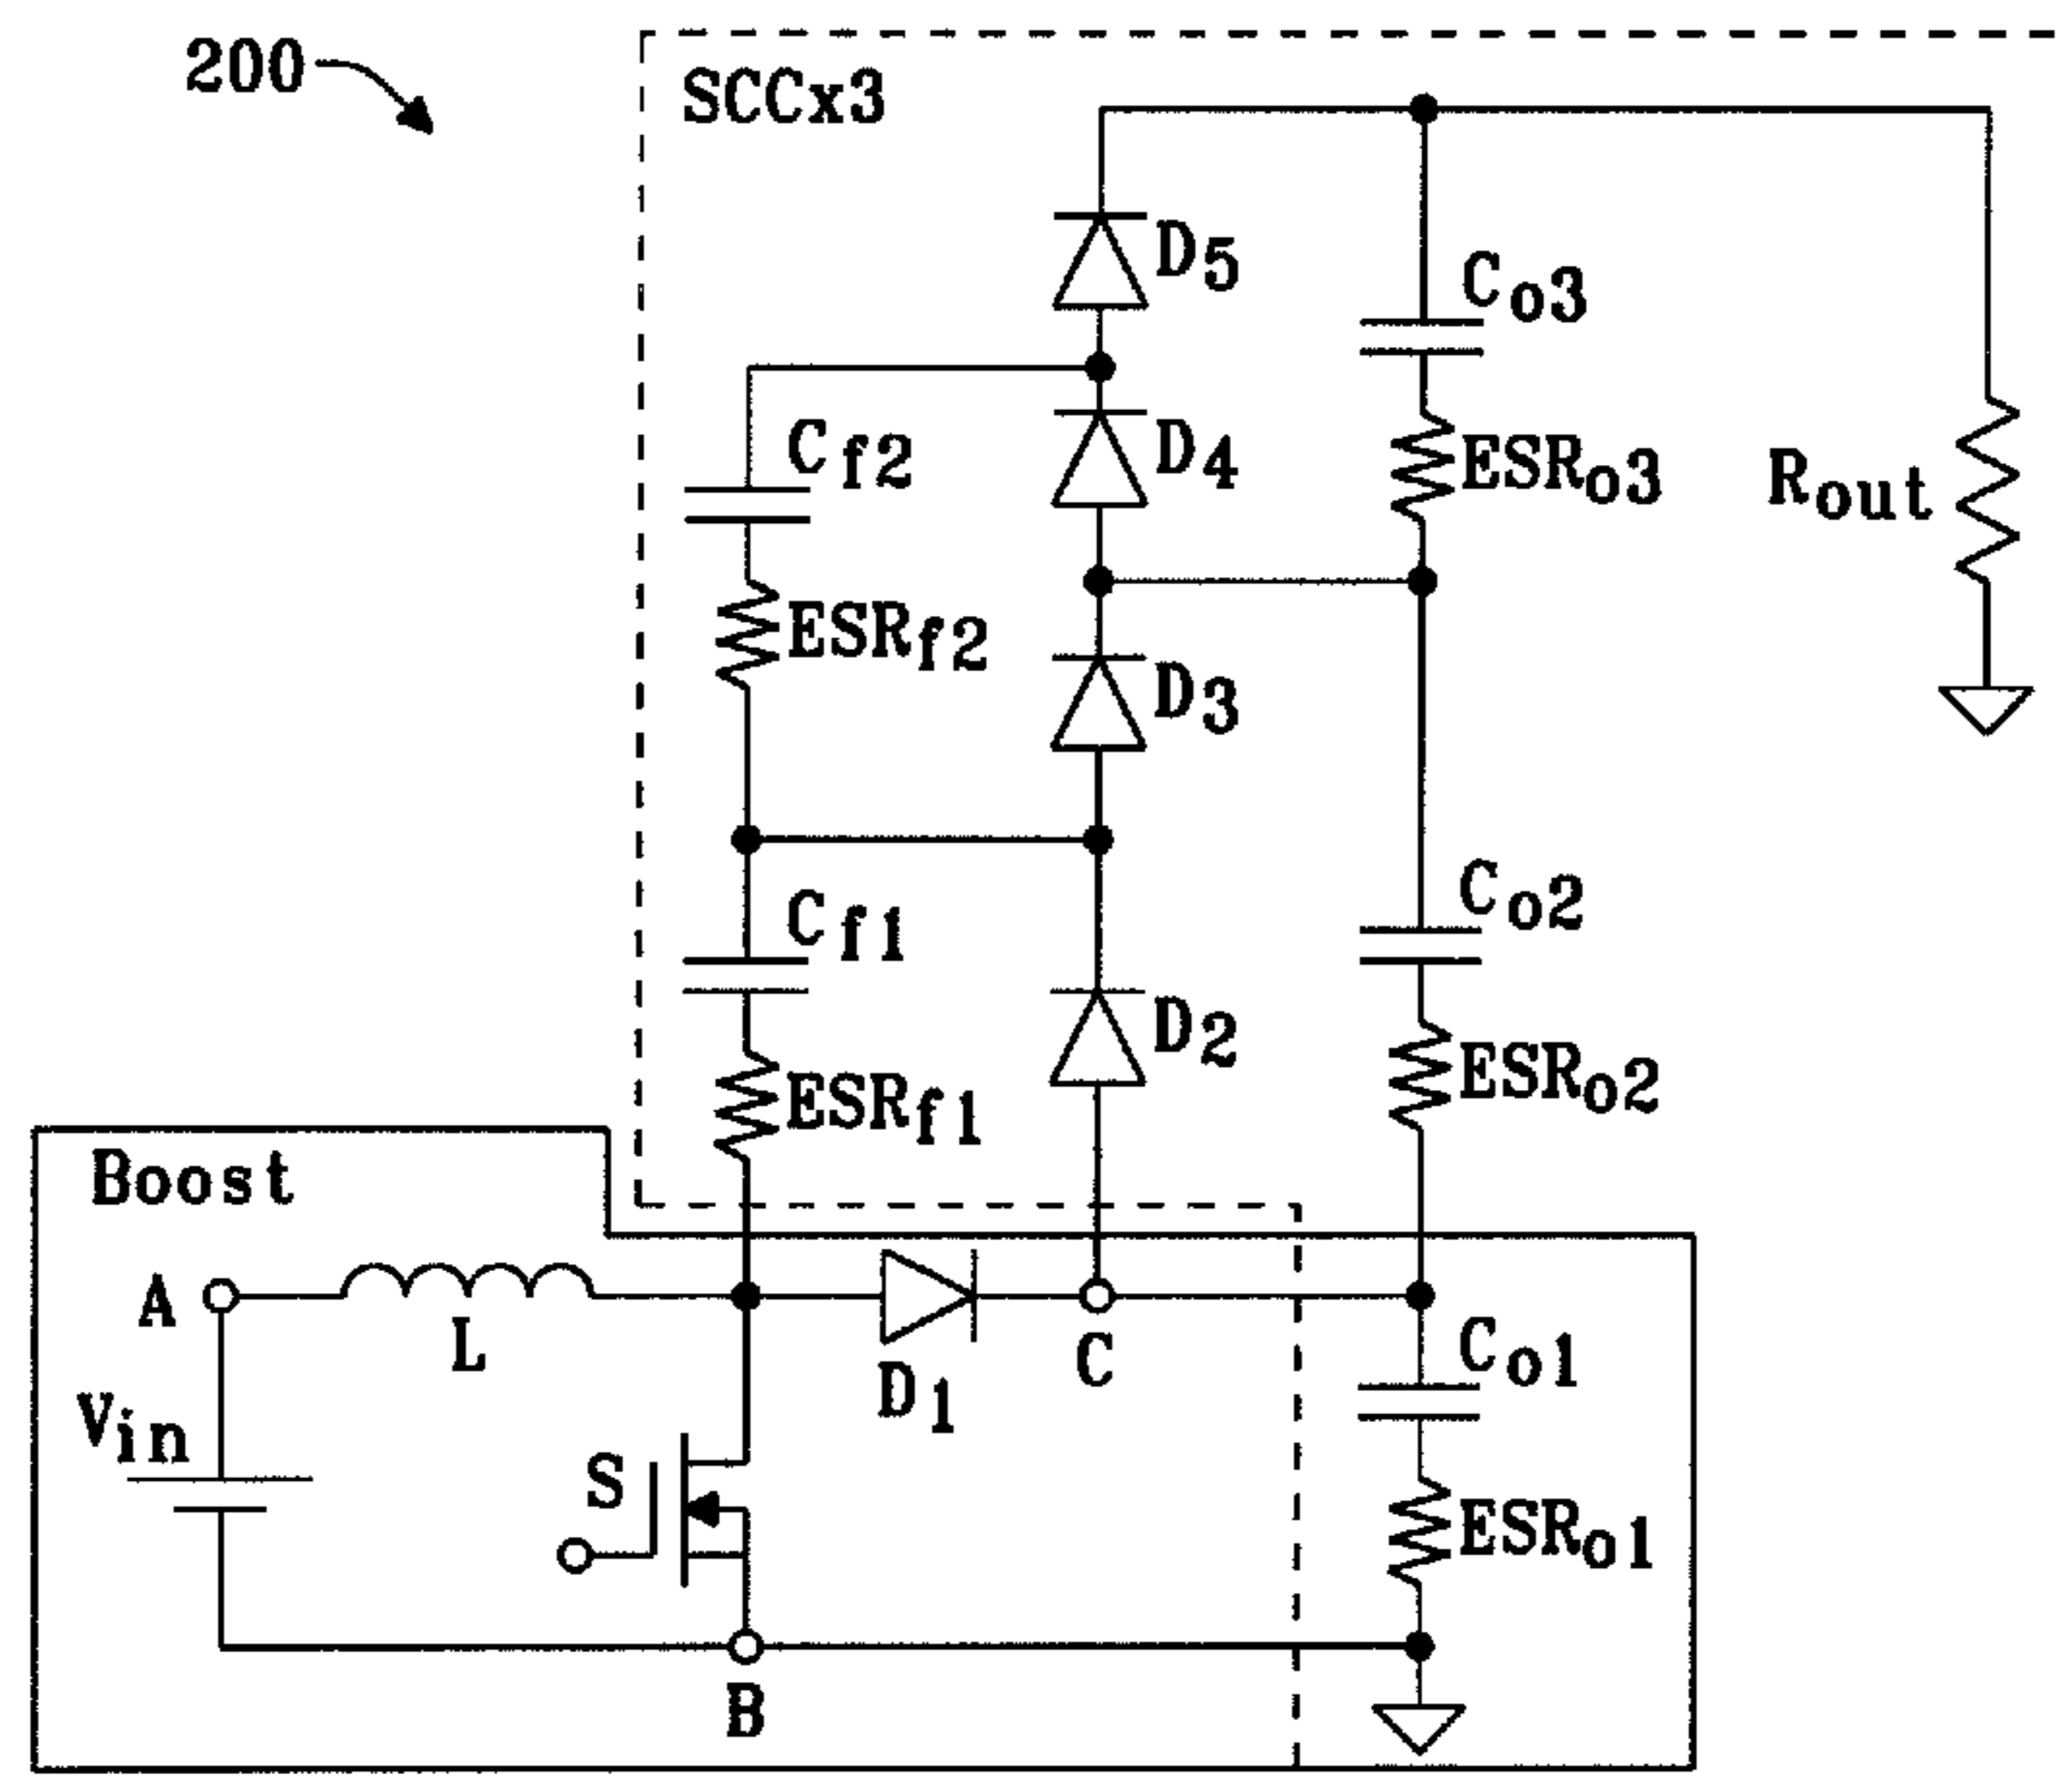 200
SCCx3
D5
Co3
Cf2
D4
ESRo3
Rout
ESRf2
D3
Cf1
Co2
D2
ESRo2
ESRf1
Boost
A
L
D1
C
Co1
Vin
S
ESRo1
B